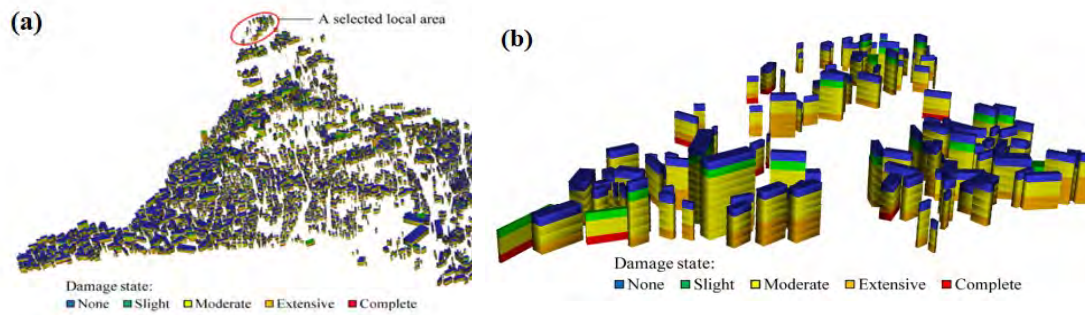 (a)
A selected local area
Damage state:
None Slight Moderate Extensive Complete
(b)
Damage state:
None Slight Moderate Extensive Complete